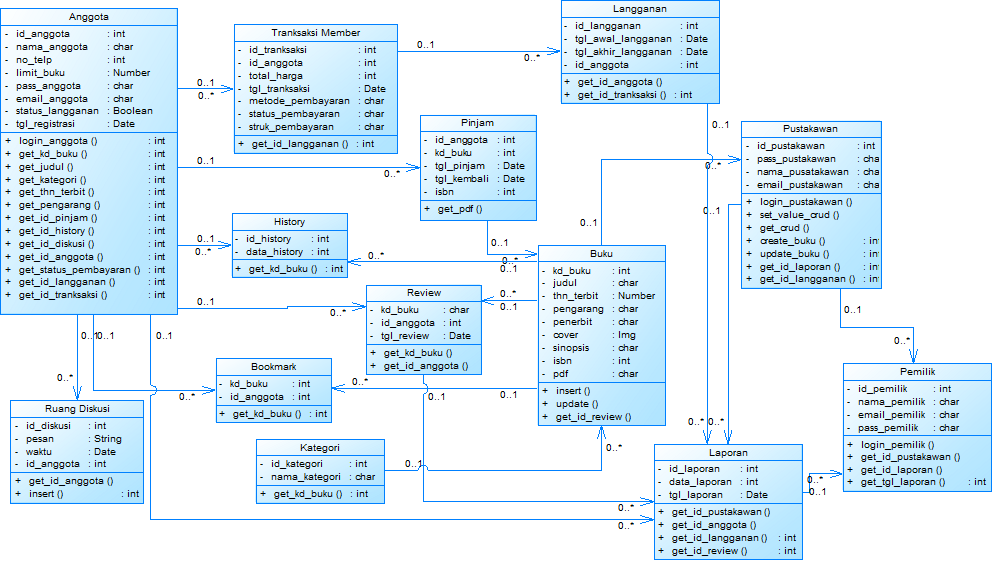 Anggota
- id_anggota : int
- nama_anggota : char
- no_telp : int
- limit_buku : Number
- pass_anggota : char
- email_anggota : char
- status_langganan : Boolean
- tgl_registrasi : Date
+ login_anggota () : int
+ get_kd_buku () : int
+ get_judul () : int
+ get_kategori () : int
+ get_thn_terbit () : int
+ get_pengarang () : int
+ get_id_pinjam () : int
+ get_id_history () : int
+ get_id_diskusi () : int
+ get_id_anggota () : int
+ get_status_pembayaran () : int
+ get_id_langganan () : int
+ get_id_tranksaksi () : int
Tranksaksi Member
- id_tranksaksi : int
- id_anggota : int
- total_harga : int
- tgl_tranksaksi : Date
- metode_pembayaran : char
- status_pembayaran : char
- struk_pembayaran : char
+ get_id_langganan () : int
Langganan
- id_langganan : int
- tgl_awal_langganan : Date
- tgl_akhir_langganan : Date
- id_anggota : int
+ get_id_anggota ()
+ get_id_tranksaksi () : int
Pinjam
- id_anggota : int
- kd_buku : int
- tgl_pinjam : Date
- tgl_kembali : Date
- isbn : int
+ get_pdf ()
Pustakawan
- id_pustakawan : int
- pass_pustakawan : cha
- nama_pusatakawan : cha
- email_pustakawan : cha
+ login_pustakawan ()
+ set_value_crud ()
+ get_crud ()
+ create_buku () : in
+ update_buku () : in
+ get_id_laporan () : in
+ get_id_langganan () : in
History
- id_history : int
- data_history : int
+ get_kd_buku () : int
Buku
- kd_buku : int
- judul : char
- thn_terbit : Number
- pengarang : char
- penerbit : char
- cover : Img
- sinopsis : char
- isbn : int
- pdf : char
+ insert ()
+ update ()
+ get_id_review () : int
Review
- kd_buku : char
- id_anggota : int
- tgl_review : Date
+ get_kd_buku ()
+ get_id_anggota ()
Bookmark
- kd_buku : int
- id_anggota : int
+ get_kd_buku () : int
Ruang Diskusi
- id_diskusi : int
- pesan : String
- waktu : Date
- id_anggota : int
+ get_id_anggota ()
+ insert () : int
Kategori
- id_kategori : int
- nama_kategori : char
+ get_kd_buku () : int
Pemilik
- id_pemilik : int
- nama_pemilik : char
- email_pemilik : char
- pass_pemilik : char
+ login_pemilik ()
+ get_id_pustakawan ()
+ get_id_laporan ()
+ get_tgl_laporan () : int
Laporan
- id_laporan : int
- data_laporan : int
- tgl_laporan : Date
+ get_id_pustakawan ()
+ get_id_anggota ()
+ get_id_langganan () : int
+ get_id_review () : int
0..1
0..*
0..1
0..*
0..1
0..*
0..1
0..*
0..1
0..*
0..1
0..*
0..1
0..*
0..1
0..*
0..1
0..*
0..1
0..*
0..1
0..*
0..1
0..*
0..1
0..*
0..1
0..*
0..1
0..*
0..1
0..*
0..1
0..*
0..1
0..*